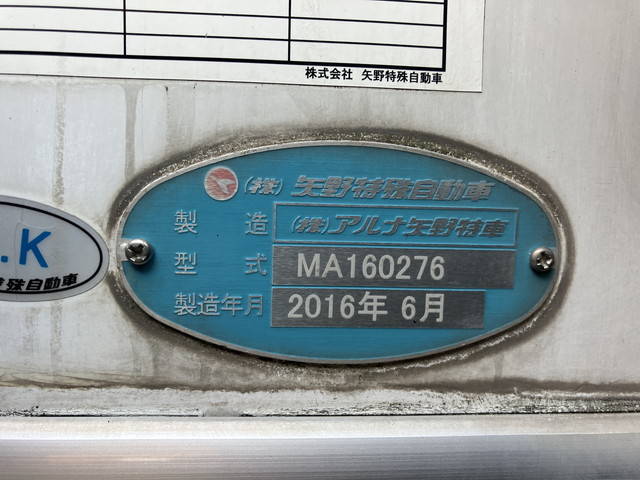 株式会社 矢野特殊自動車
(株) 矢野特殊自動車
製造 (株) アルナ矢野特車
型式 MA160276
製造年月 2016年 6月
.K
殊自動車